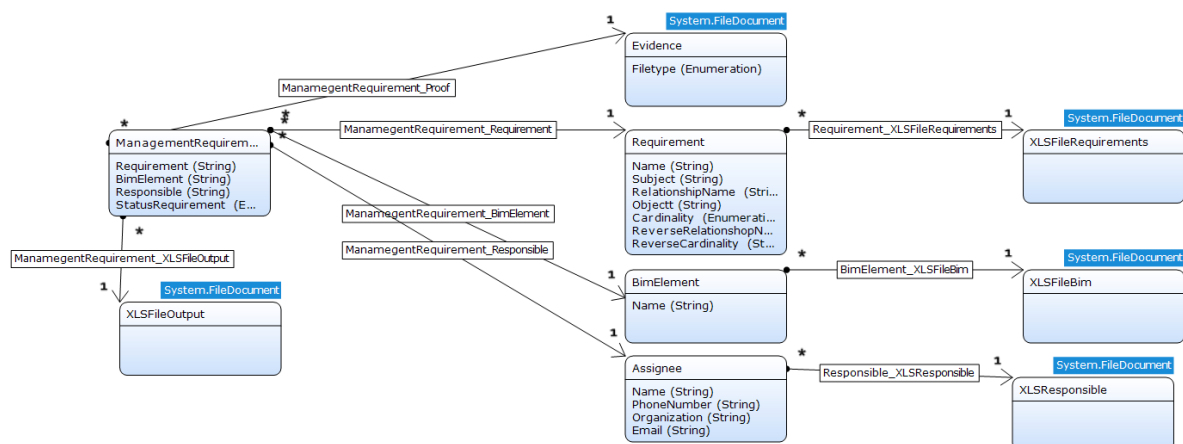 System.FileDocument
Evidence
Filetype (Enumeration)
1
ManamegentRequirement_Proof
*
*
*
*
ManamegentRequirement_Requirement
1
System.FileDocument
ManagementRequirem...
Requirement (String)
BimElement (String)
Responsible (String)
StatusRequirement (E...
Requirement
Name (String)
Subject (String)
RelationshipName (Stri...
Objectt (String)
Cardinality (Enumerati...
ReverseRelationshopN...
ReverseCardinality (St...
*
Requirement_XLSFileRequirements
1
XLSFileRequirements
ManamegentRequirement_BimElement
ManamegentRequirement_Responsible
*
ManamegentRequirement_XLSFileOutput
1
System.FileDocument
XLSFileOutput
1
BimElement
Name (String)
*
BimElement_XLSFileBim
1
System.FileDocument
XLSFileBim
1
Assignee
Name (String)
PhoneNumber (String)
Organization (String)
Email (String)
*
Responsible_XLSResponsible
1
System.FileDocument
XLSResponsible